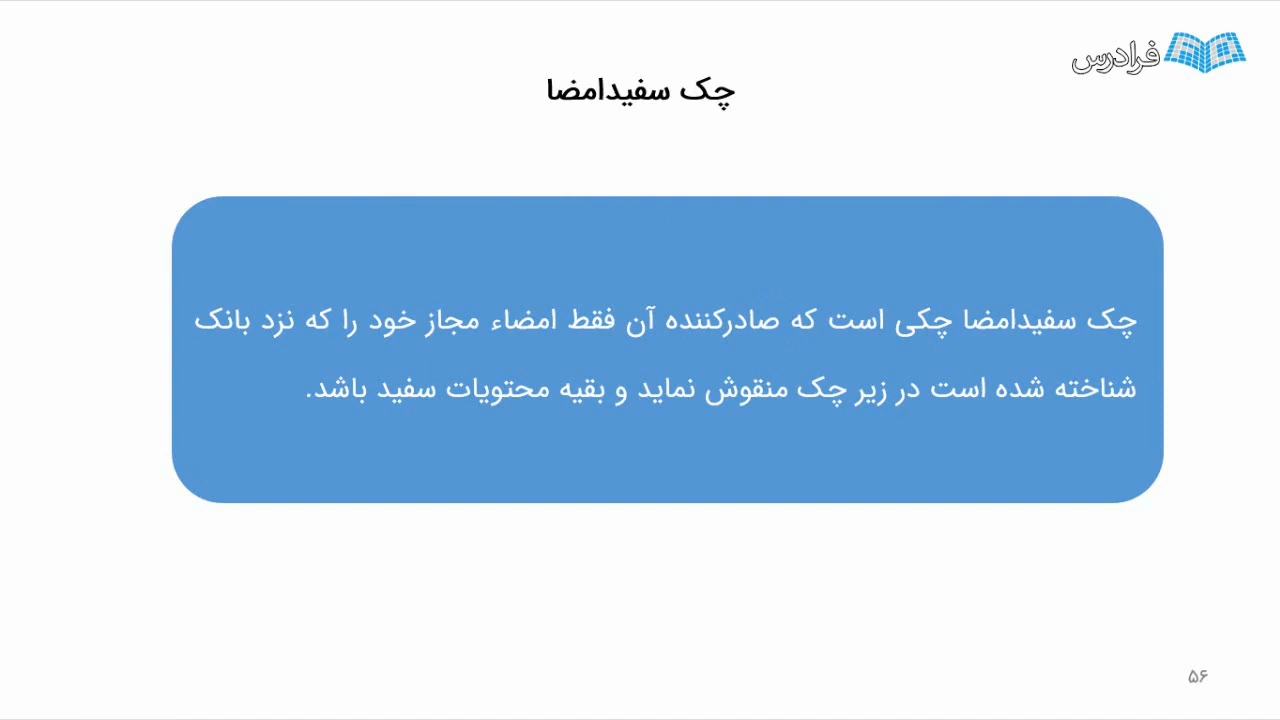 فرادرس
چک سفیدامضا
چک سفیدامضا چکی است که صادرکننده آن فقط امضاء مجاز خود را که نزد بانک
شناخته شده است در زیر چک منقوش نماید و بقیه محتویات سفید باشد.
۵۶